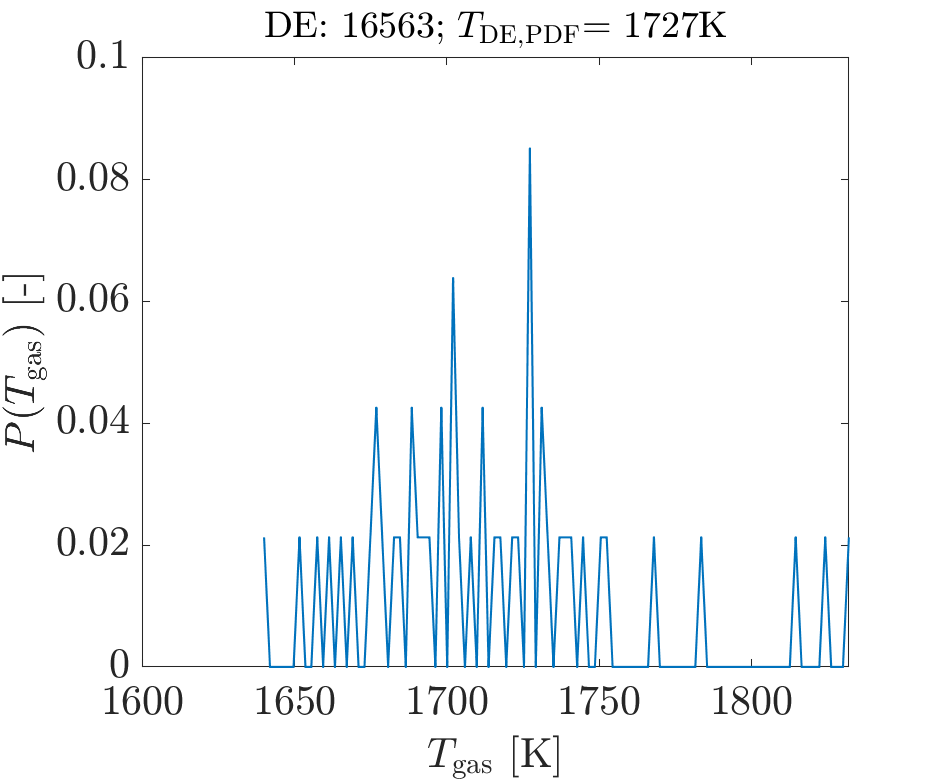 DE: 16563; T_DE,PDF= 1727K
0.1
0.08
0.06
0.04
0.02
0
P(T_gas) [-]
1600 1650 1700 1750 1800
T_gas [K]